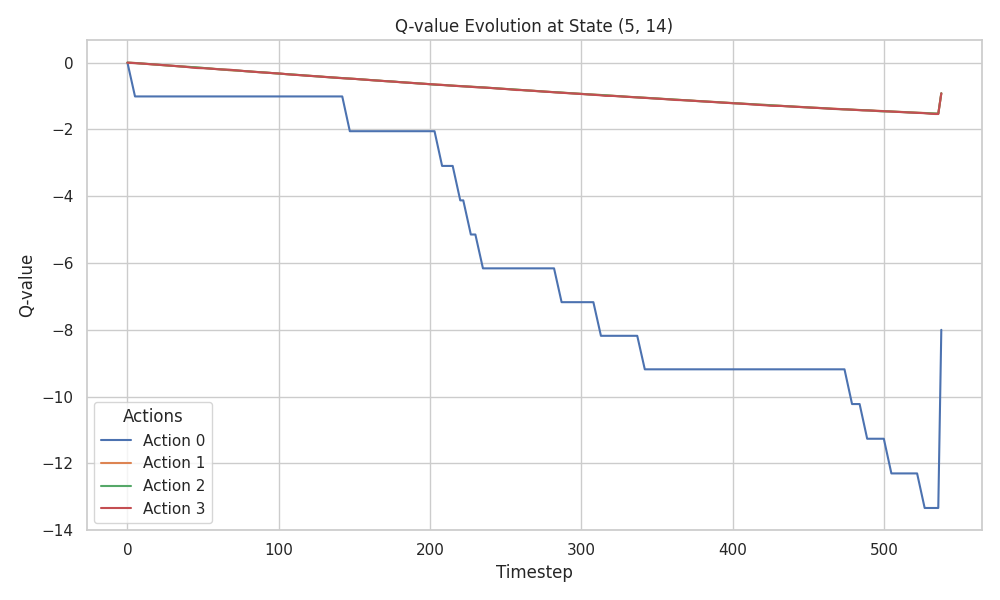 Q-value Evolution at State (5, 14)
Q-value
0
−2
−4
−6
−8
−10
−12
−14
Actions
Action 0
Action 1
Action 2
Action 3
0
100
200
300
400
500
Timestep